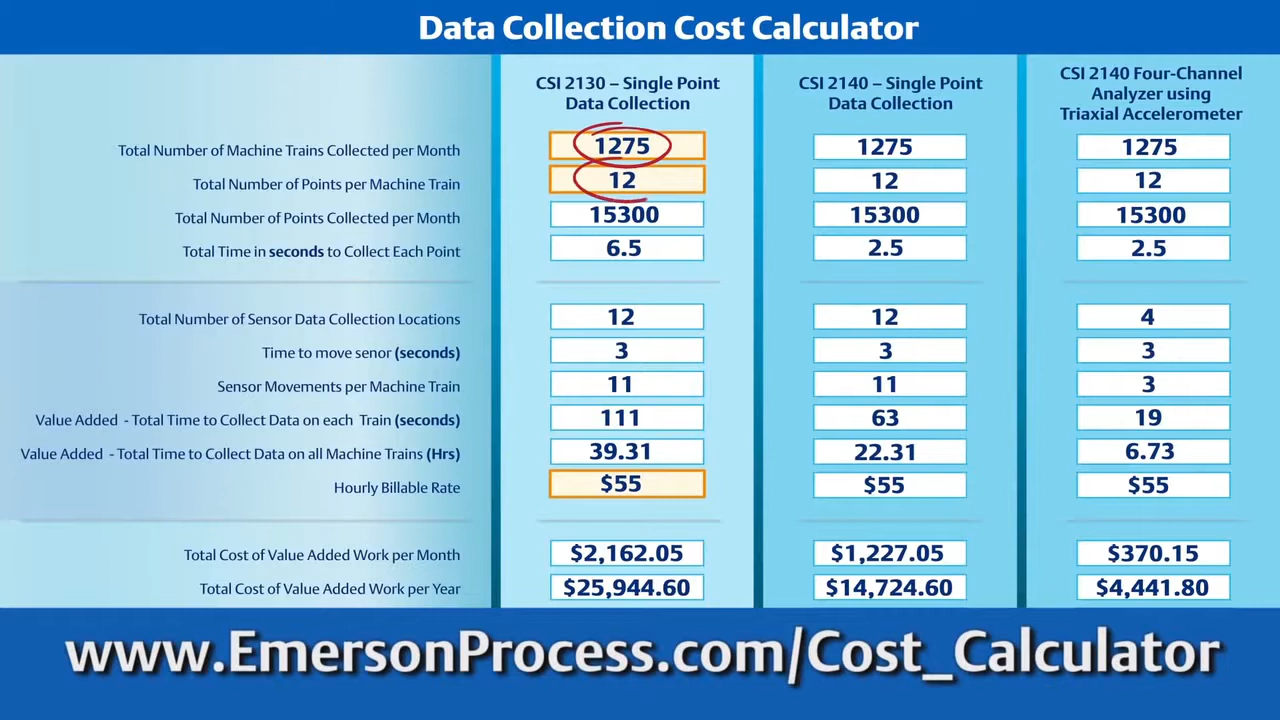 Data Collection Cost Calculator
CSI 2130 – Single Point
Data Collection
CSI 2140 – Single Point
Data Collection
CSI 2140 Four-Channel
Analyzer using
Triaxial Accelerometer
Total Number of Machine Trains Collected per Month 1275 1275 1275
Total Number of Points per Machine Train 12 12 12
Total Number of Points Collected per Month 15300 15300 15300
Total Time in seconds to Collect Each Point 6.5 2.5 2.5
Total Number of Sensor Data Collection Locations 12 12 4
Time to move senor (seconds) 3 3 3
Sensor Movements per Machine Train 11 11 3
Value Added - Total Time to Collect Data on each Train (seconds) 111 63 19
Value Added - Total Time to Collect Data on all Machine Trains (Hrs) 39.31 22.31 6.73
Hourly Billable Rate $55 $55 $55
Total Cost of Value Added Work per Month $2,162.05 $1,227.05 $370.15
Total Cost of Value Added Work per Year $25,944.60 $14,724.60 $4,441.80
www.EmersonProcess.com/Cost_Calculator